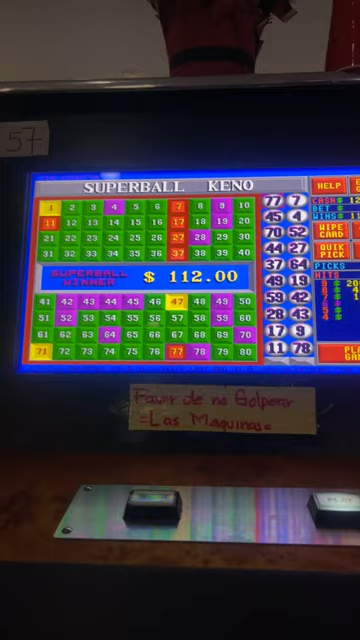 57
SUPERBALL KENO
1 2 3 4 5 6 7 8 9 10
11 12 13 14 15 16 17 18 19 20
21 22 23 24 25 26 27 28 29 30
31 32 33 34 35 36 37 38 39 40
SUPERBALL
WINNER
$ 112.00
41 42 43 44 45 46 47 48 49 50
51 52 53 54 55 56 57 58 59 60
61 62 63 64 65 66 67 68 69 70
71 72 73 74 75 76 77 78 79 80
77 7
45 4
70 52
44 27
37 64
49 19
59 42
28 43
17 9
11 78
HELP
CASH $ 12
BET $
WINS $ 11
WIPE
CARD
QUIK
PICK
PICKS
HITS
Favor de no Golpear
=Las Maquinas=
PLAY